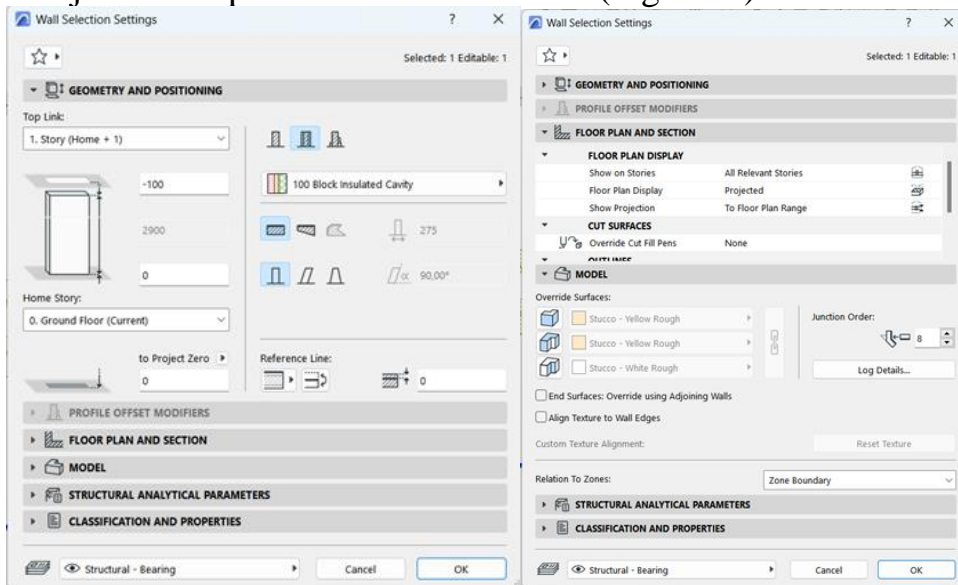 Wall Selection Settings
?
×
Selected: 1 Editable: 1
GEOMETRY AND POSITIONING
Top Link:
1. Story (Home + 1)
-100
100 Block Insulated Cavity
2900
275
0
α 90,00°
Home Story:
0. Ground Floor (Current)
to Project Zero
Reference Line:
0
0
PROFILE OFFSET MODIFIERS
FLOOR PLAN AND SECTION
MODEL
STRUCTURAL ANALYTICAL PARAMETERS
CLASSIFICATION AND PROPERTIES
Structural - Bearing
Cancel
OK
Wall Selection Settings
?
×
Selected: 1 Editable: 1
GEOMETRY AND POSITIONING
PROFILE OFFSET MODIFIERS
FLOOR PLAN AND SECTION
FLOOR PLAN DISPLAY
Show on Stories All Relevant Stories
Floor Plan Display Projected
Show Projection To Floor Plan Range
CUT SURFACES
Override Cut Fill Pens None
OUTLINES
MODEL
Override Surfaces:
Stucco - Yellow Rough
Junction Order:
Stucco - Yellow Rough
8
Stucco - White Rough
Log Details...
End Surfaces: Override using Adjoining Walls
Align Texture to Wall Edges
Custom Texture Alignment:
Reset Texture
Relation To Zones:
Zone Boundary
STRUCTURAL ANALYTICAL PARAMETERS
CLASSIFICATION AND PROPERTIES
Structural - Bearing
Cancel
OK